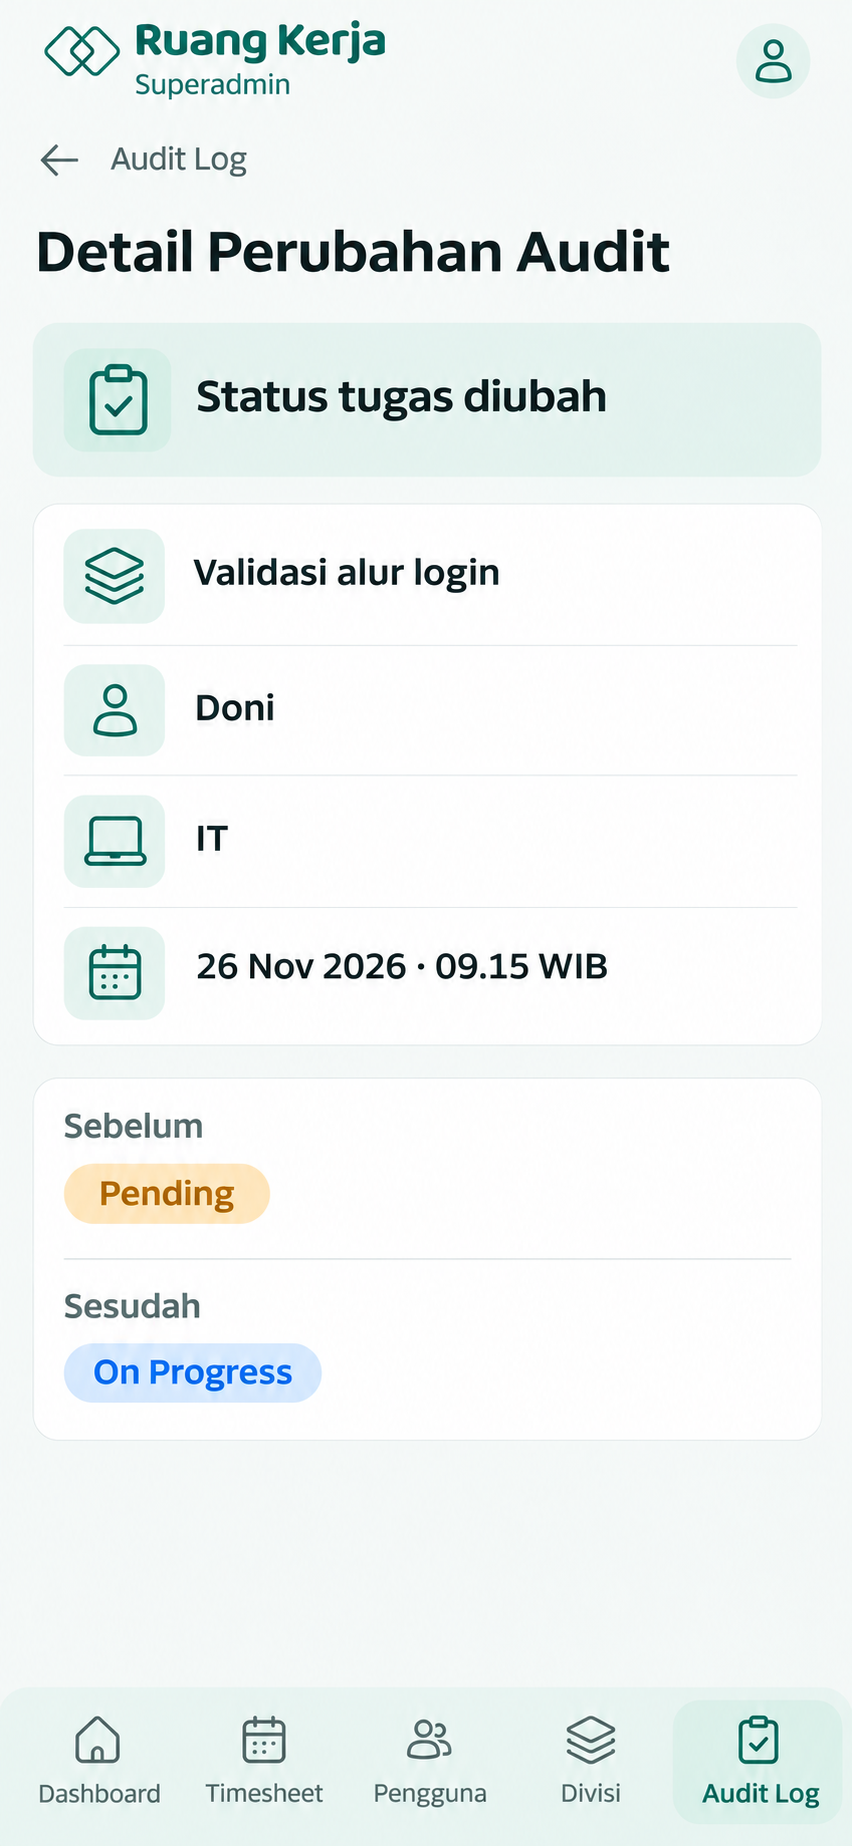 Ruang Kerja
Superadmin
Audit Log
Detail Perubahan Audit
Status tugas diubah
Validasi alur login
Doni
IT
26 Nov 2026 · 09.15 WIB
Sebelum
Pending
Sesudah
On Progress
Dashboard
Timesheet
Pengguna
Divisi
Audit Log